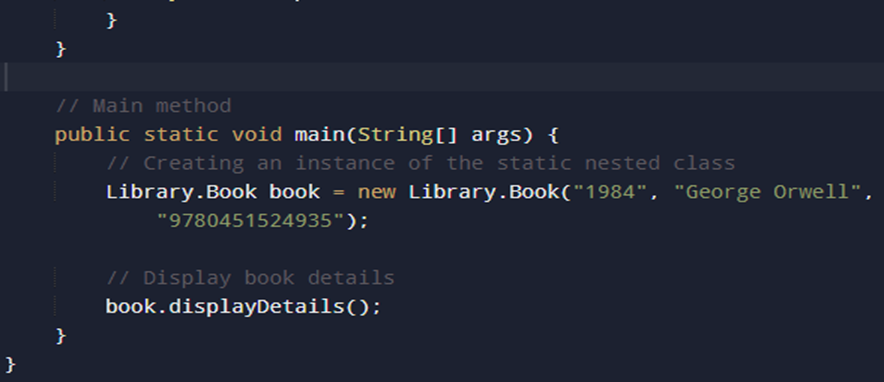 }
}
// Main method
public static void main(String[] args) {
// Creating an instance of the static nested class
Library.Book book = new Library.Book("1984", "George Orwell",
"9780451524935");
// Display book details
book.displayDetails();
}
}